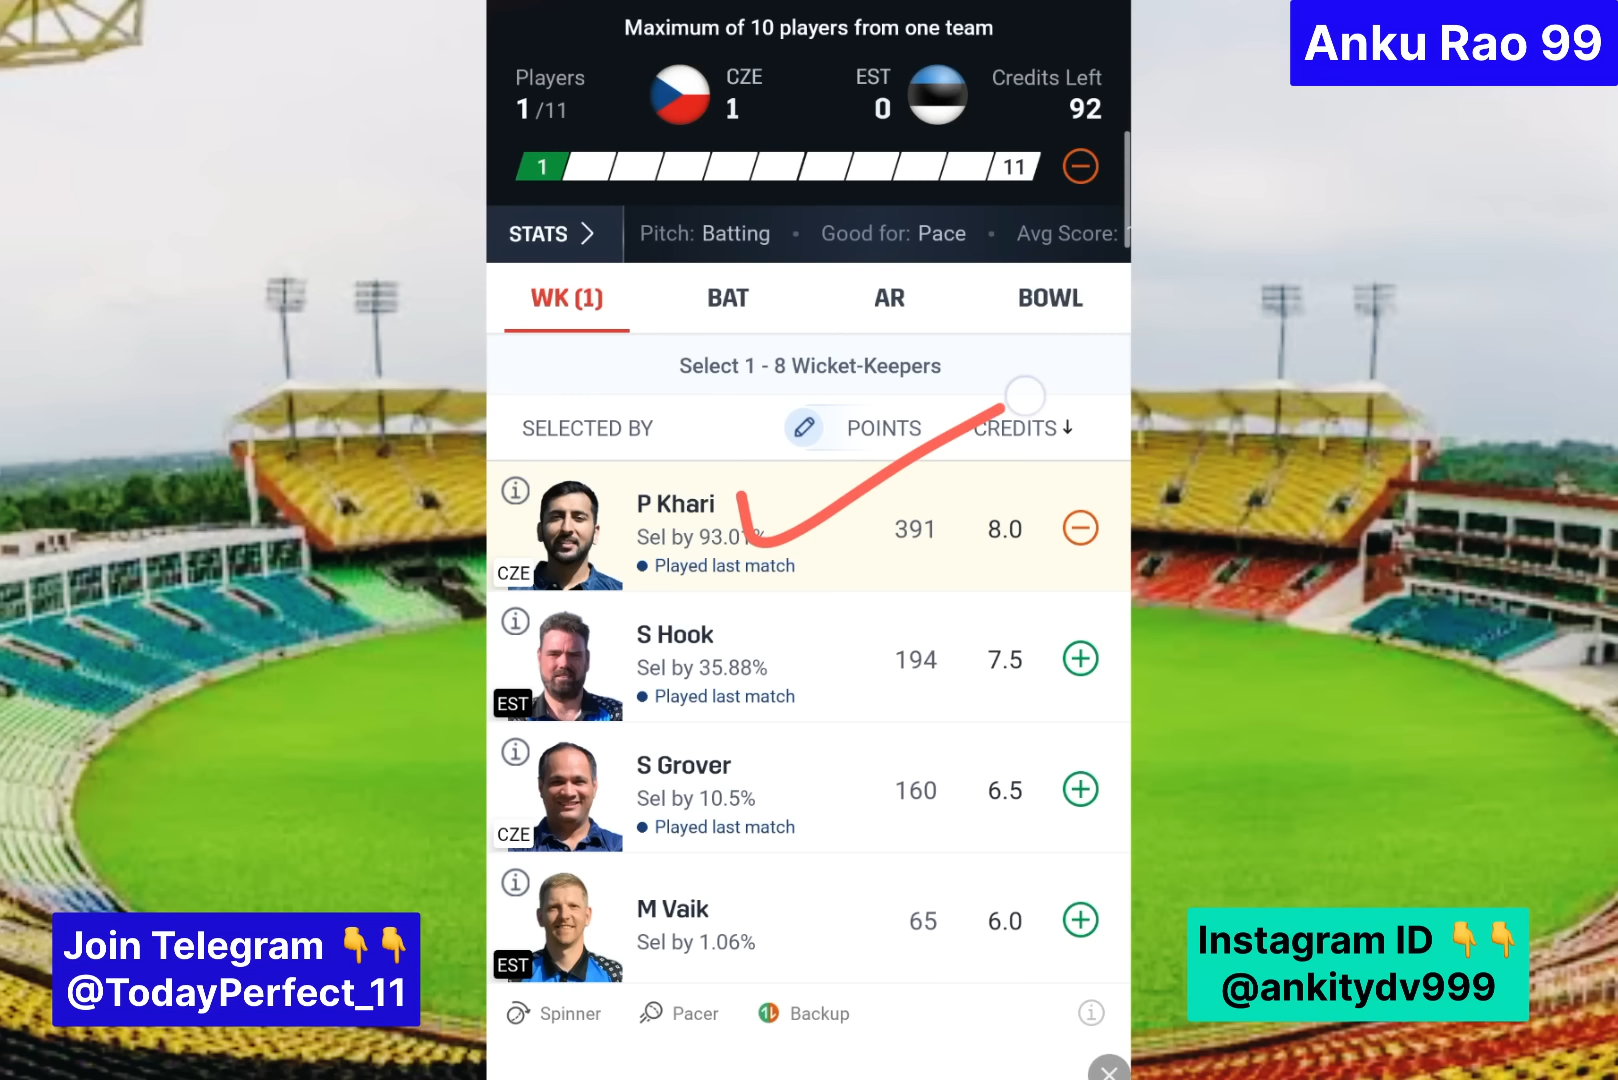 Maximum of 10 players from one team
Anku Rao 99
Players
1/11
CZE
1
EST
0
Credits Left
92
1
11
STATS
Pitch: Batting • Good for: Pace • Avg Score:
WK (1)
BAT
AR
BOWL
Select 1 - 8 Wicket-Keepers
SELECTED BY
POINTS
CREDITS↓
P Khari
Sel by 93.01%
• Played last match
391
8.0
CZE
S Hook
Sel by 35.88%
• Played last match
194
7.5
EST
S Grover
Sel by 10.5%
• Played last match
160
6.5
CZE
M Vaik
Sel by 1.06%
65
6.0
EST
Spinner
Pacer
Backup
Join Telegram 👇👇
@TodayPerfect_11
Instagram ID 👇👇
@ankitydv999